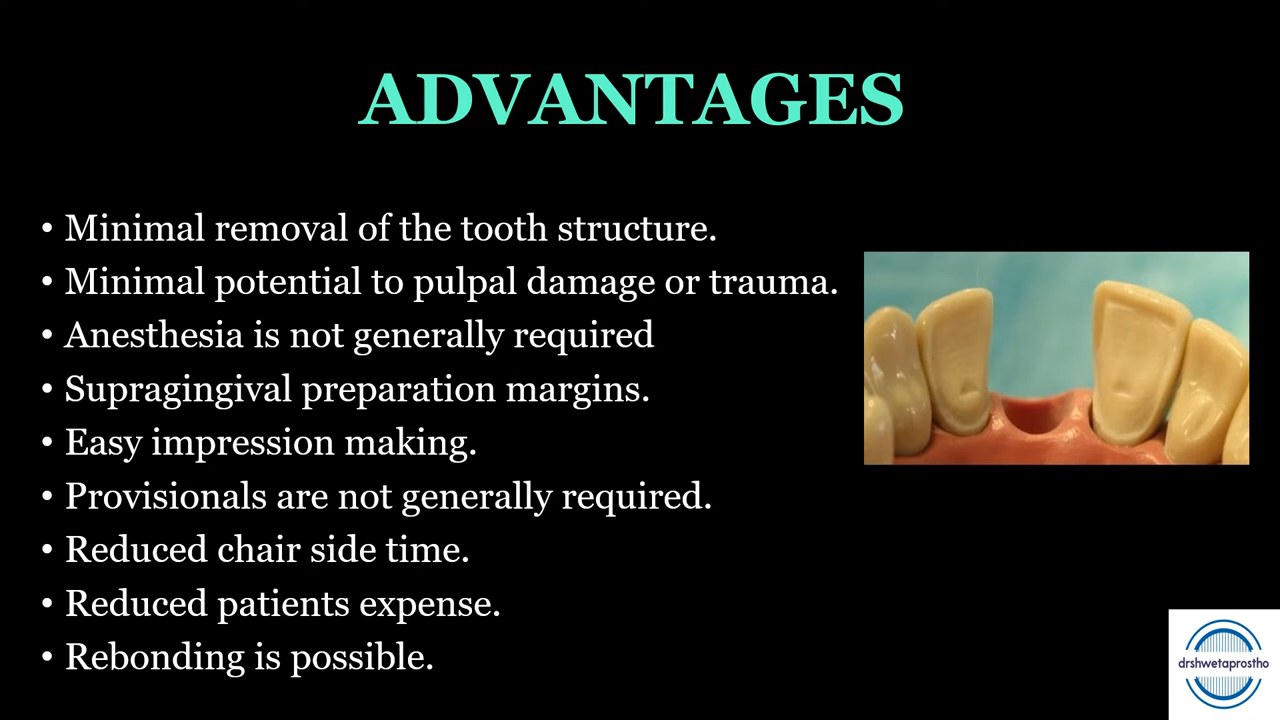 ADVANTAGES
• Minimal removal of the tooth structure.
• Minimal potential to pulpal damage or trauma.
• Anesthesia is not generally required
• Supragingival preparation margins.
• Easy impression making.
• Provisionals are not generally required.
• Reduced chair side time.
• Reduced patients expense.
• Rebonding is possible.
drshwetaprostho